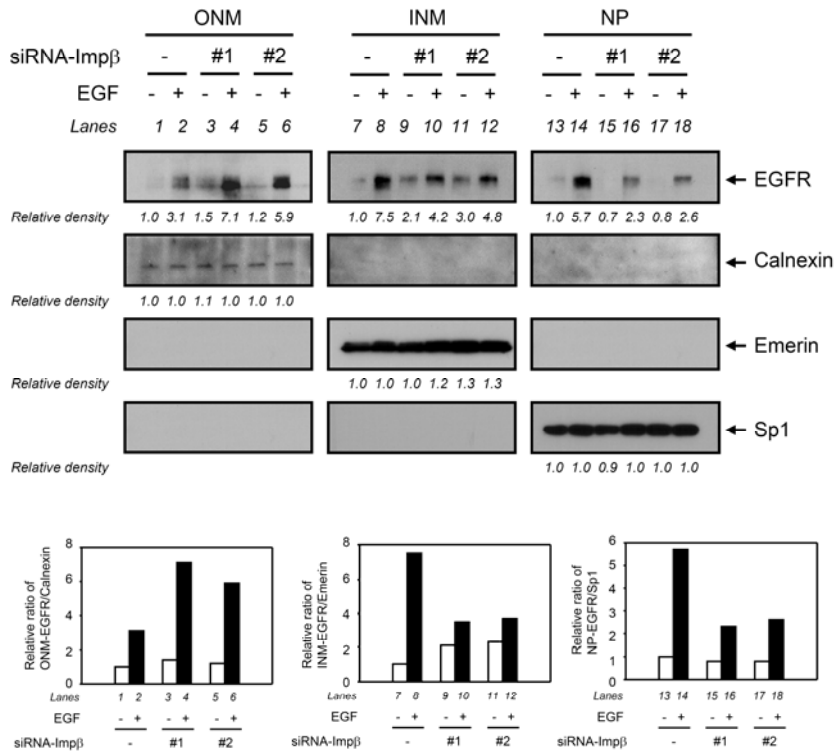 ONM INM NP
siRNA-Impβ - #1 #2 - #1 #2 - #1 #2
EGF - + - + - + - + - + - + - + - + - +
Lanes 1 2 3 4 5 6 7 8 9 10 11 12 13 14 15 16 17 18
EGFR
Relative density 1.0 3.1 1.5 7.1 1.2 5.9 1.0 7.5 2.1 4.2 3.0 4.8 1.0 5.7 0.7 2.3 0.8 2.6
Calnexin
Relative density 1.0 1.0 1.1 1.0 1.0 1.0
Emerin
Relative density 1.0 1.0 1.0 1.2 1.3 1.3
Sp1
Relative density 1.0 1.0 0.9 1.0 1.0 1.0
Relative ratio of
ONM-EGFR/Calnexin
8
6
4
2
0
Lanes 1 2 3 4 5 6
EGF - + - + - +
siRNA-Impβ - #1 #2
Relative ratio of
INM-EGFR/Emerin
8
6
4
2
0
Lanes 7 8 9 10 11 12
EGF - + - + - +
siRNA-Impβ - #1 #2
Relative ratio of
NP-EGFR/Sp1
6
5
4
3
2
1
0
Lanes 13 14 15 16 17 18
EGF - + - + - +
siRNA-Impβ - #1 #2